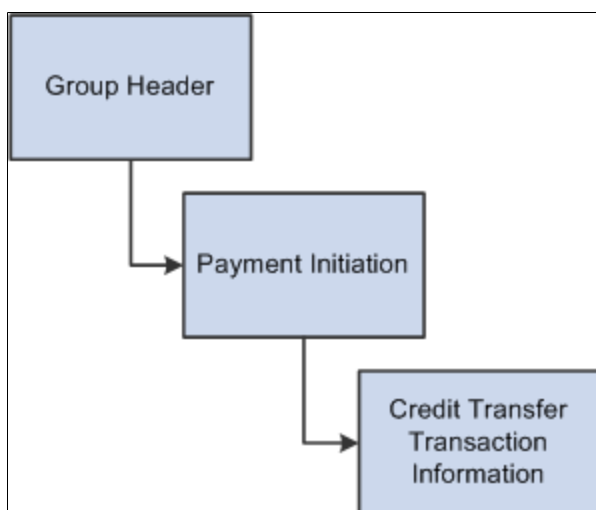 Group Header
Payment Initiation
Credit Transfer
Transaction
Information